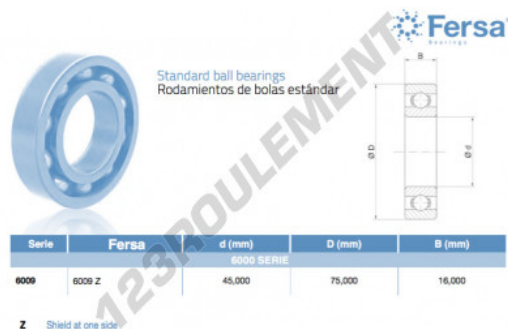 Fersa
Bearings
Standard ball bearings
Rodamientos de bolas estándar
B
Ø D
Ø d
123ROULEMENT
Serie Fersa d (mm) D (mm) B (mm)
6000 SERIE
6009 6009 Z 45,000 75,000 16,000
Z Shield at one side